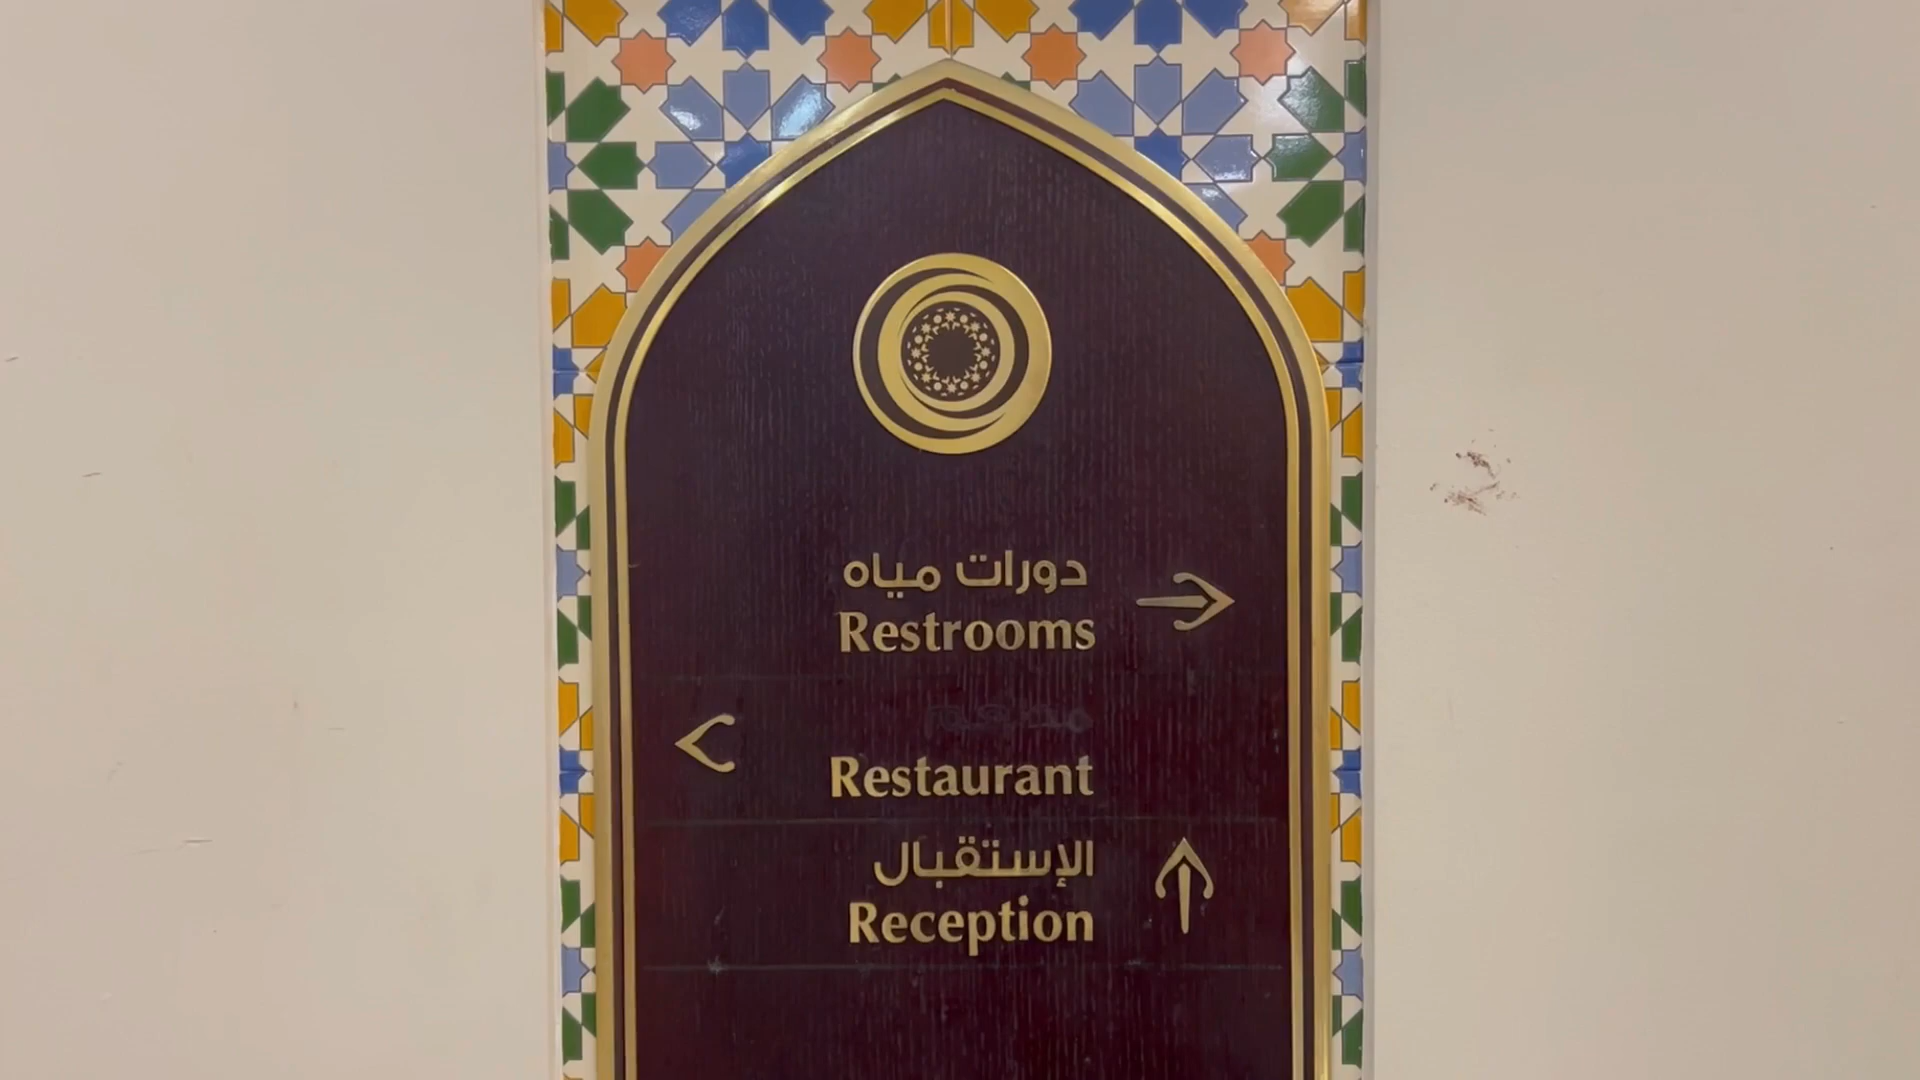 دورات مياه
Restrooms
Restaurant
الإستقبال
Reception